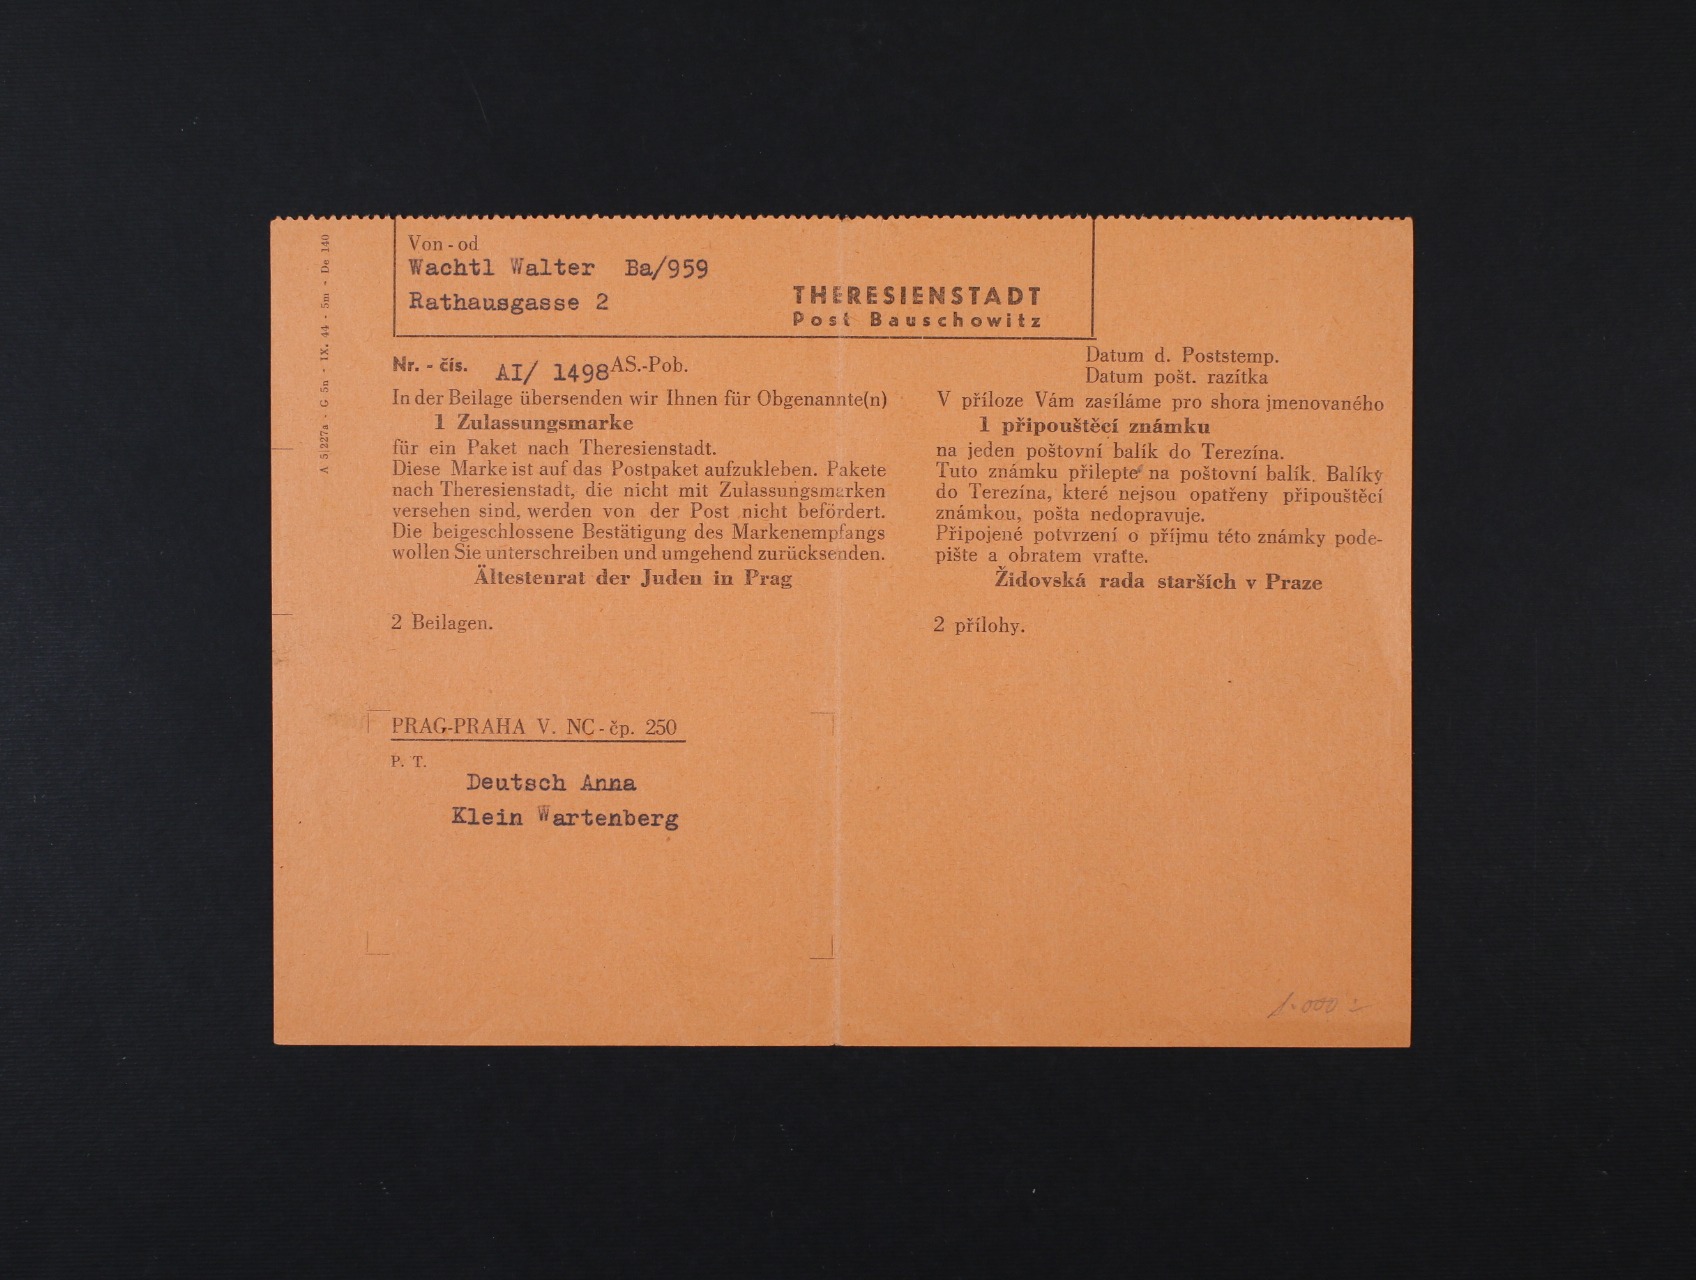 A 5|227a - G 5n - IX. 44 - 5m - De 140
Von - od
Wachtl Walter Ba/959
Rathausgasse 2
THERESIENSTADT
Post Bauschowitz
Nr. - čís. AI/ 1498 AS.-Pob.
Datum d. Poststemp.
Datum pošt. razítka
In der Beilage übersenden wir Ihnen für Obgenannte(n)
1 Zulassungsmarke
für ein Paket nach Theresienstadt.
Diese Marke ist auf das Postpaket aufzukleben. Pakete
nach Theresienstadt, die nicht mit Zulassungsmarken
versehen sind, werden von der Post nicht befördert.
Die beigeschlossene Bestätigung des Markenempfangs
wollen Sie unterschreiben und umgehend zurücksenden.
Ältestenrat der Juden in Prag
2 Beilagen.
V příloze Vám zasíláme pro shora jmenovaného
1 připouštěcí známku
na jeden poštovní balík do Terezína.
Tuto známku přilepte na poštovní balík. Balíky
do Terezína, které nejsou opatřeny připouštěcí
známkou, pošta nedopravuje.
Připojené potvrzení o příjmu této známky pode-
pište a obratem vraťte.
Židovská rada starších v Praze
2 přílohy.
PRAG-PRAHA V. NC - čp. 250
P. T.
Deutsch Anna
Klein Wartenberg
1.000